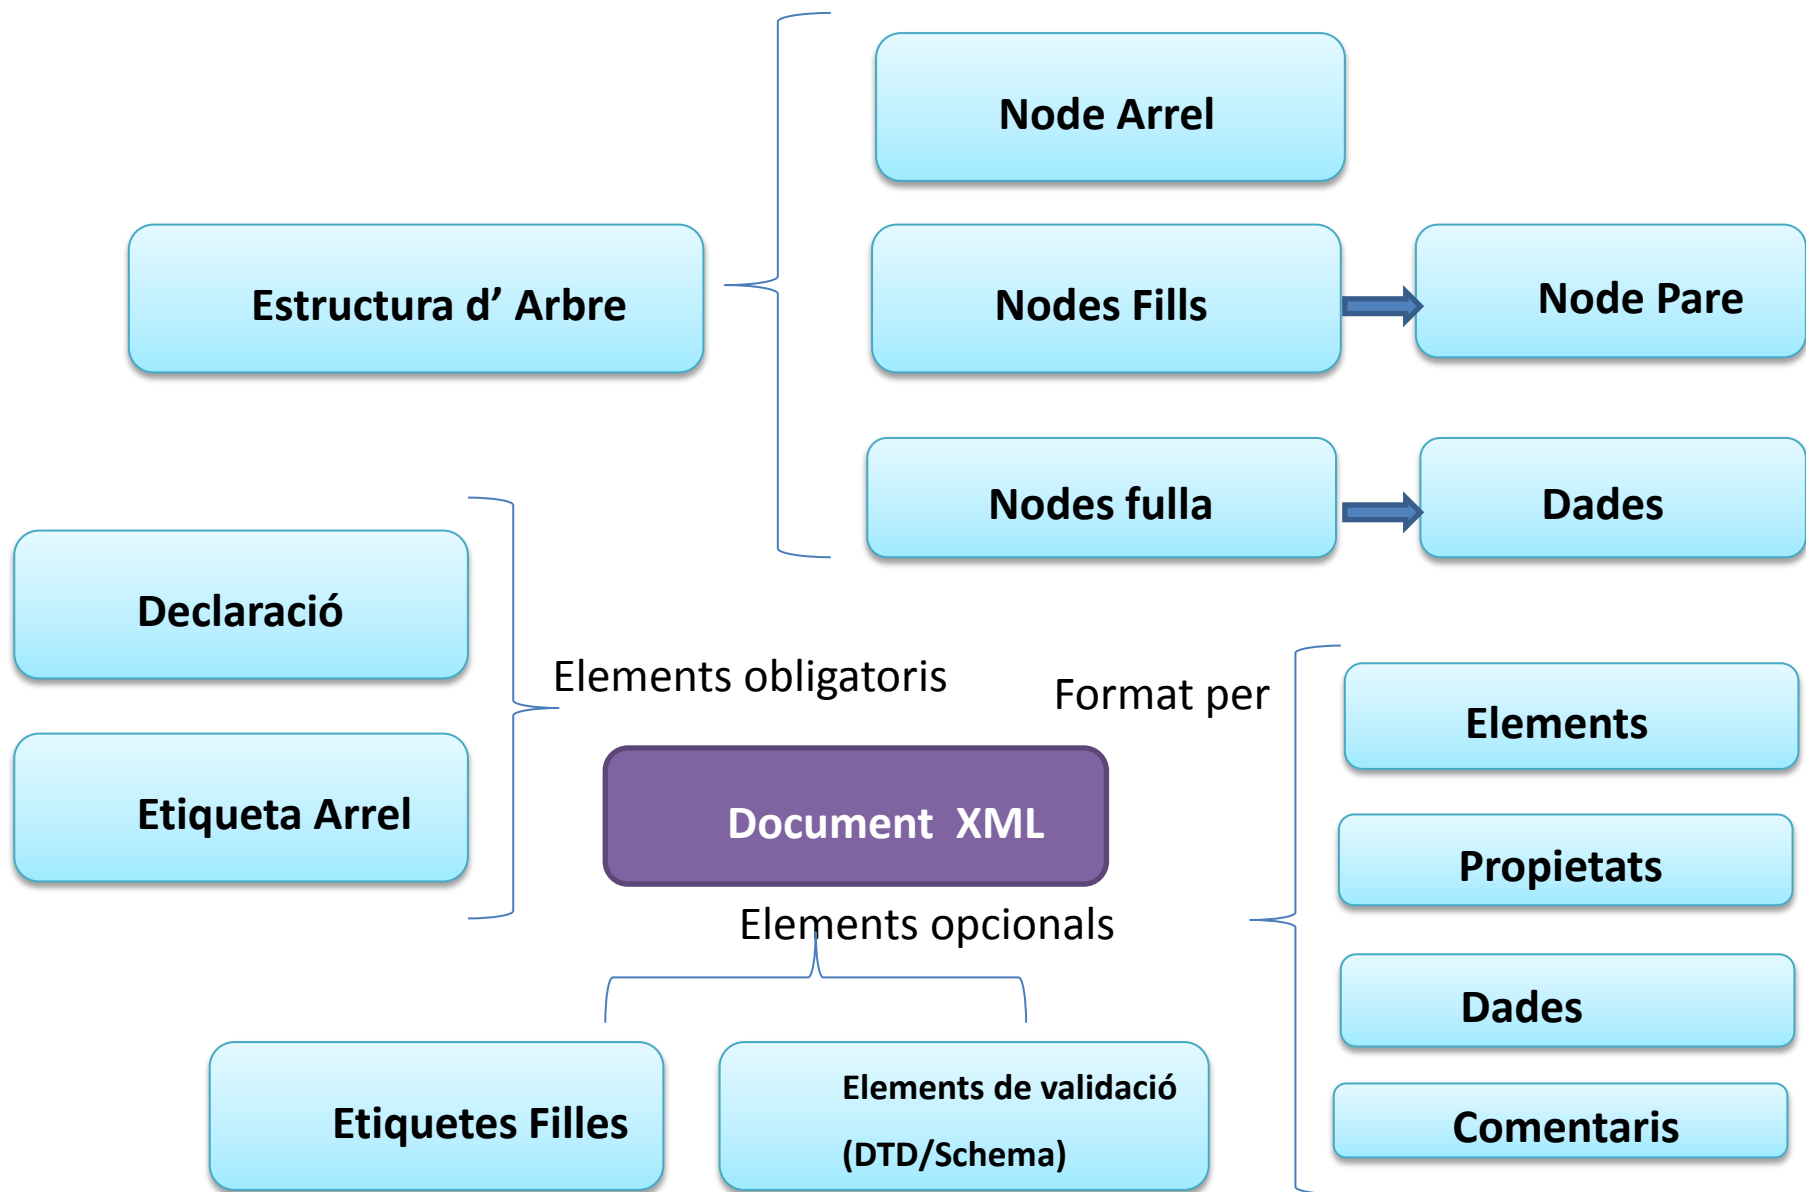 Node Arrel
Estructura d’ Arbre
Nodes Fills
Node Pare
Nodes fulla
Dades
Declaració
Elements obligatoris
Format per
Etiqueta Arrel
Document  XML
Elements opcionals
Elements
Propietats
Dades
Comentaris
Etiquetes Filles
Elements de validació
(DTD/Schema)